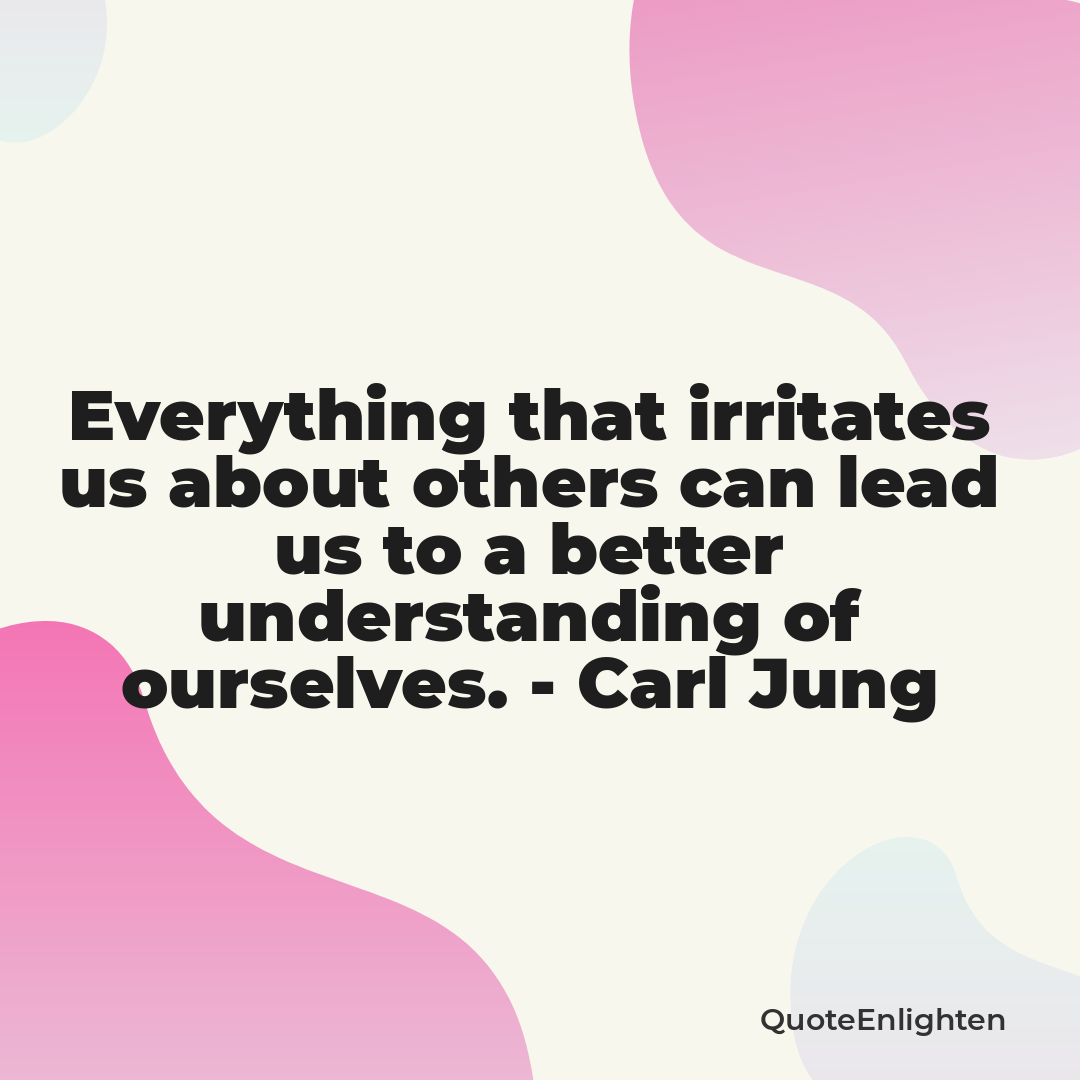 Everything that irritates
us about others can lead
us to a better
understanding of
ourselves. - Carl Jung
QuoteEnlighten